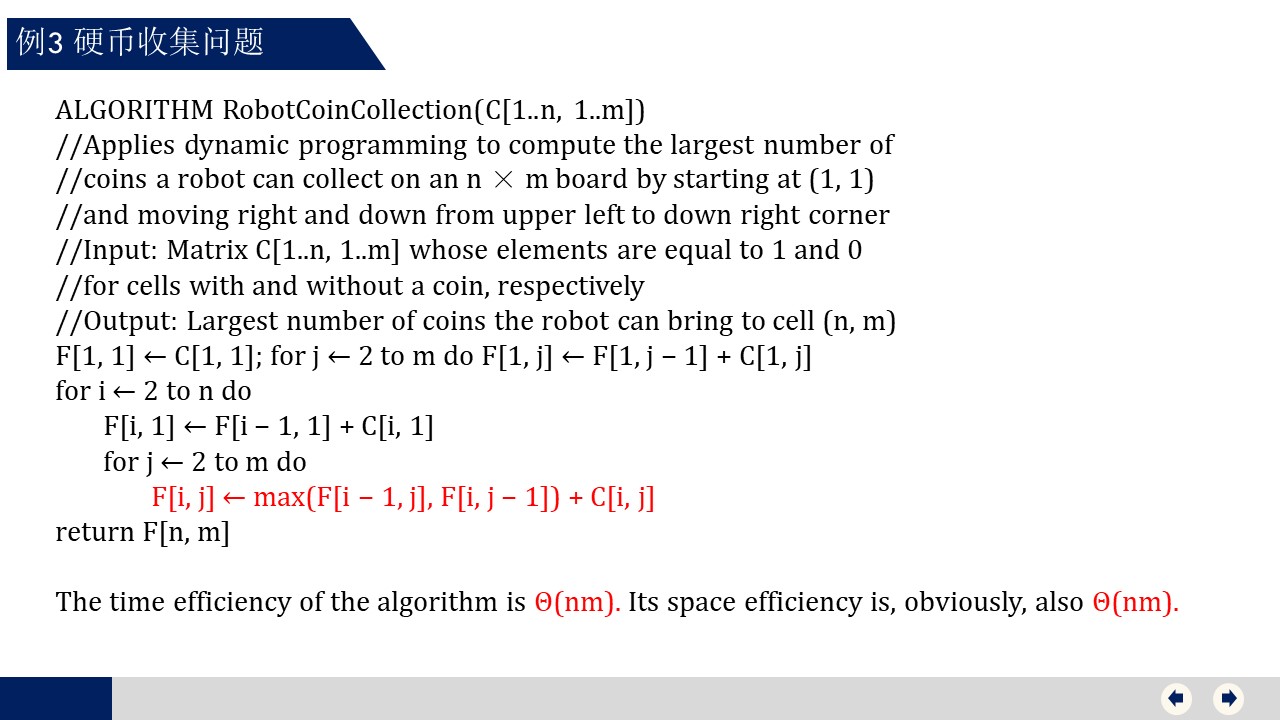 例3 硬币收集问题
ALGORITHM RobotCoinCollection(C[1..n, 1..m])
//Applies dynamic programming to compute the largest number of
//coins a robot can collect on an n × m board by starting at (1, 1)
//and moving right and down from upper left to down right corner
//Input: Matrix C[1..n, 1..m] whose elements are equal to 1 and 0
//for cells with and without a coin, respectively
//Output: Largest number of coins the robot can bring to cell (n, m)
F[1, 1] ← C[1, 1]; for j ← 2 to m do F[1, j] ← F[1, j − 1] + C[1, j]
for i ← 2 to n do
F[i, 1] ← F[i − 1, 1] + C[i, 1]
for j ← 2 to m do
F[i, j] ← max(F[i − 1, j], F[i, j − 1]) + C[i, j]
return F[n, m]
The time efficiency of the algorithm is Θ(nm). Its space efficiency is, obviously, also Θ(nm).